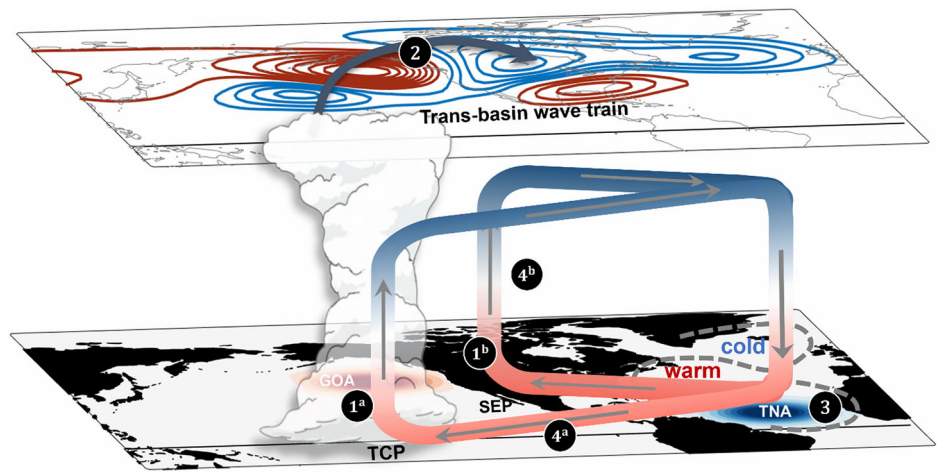 2
Trans-basin wave train
4b
cold
1b
warm
GOA
1a
SEP
TNA
3
4a
TCP